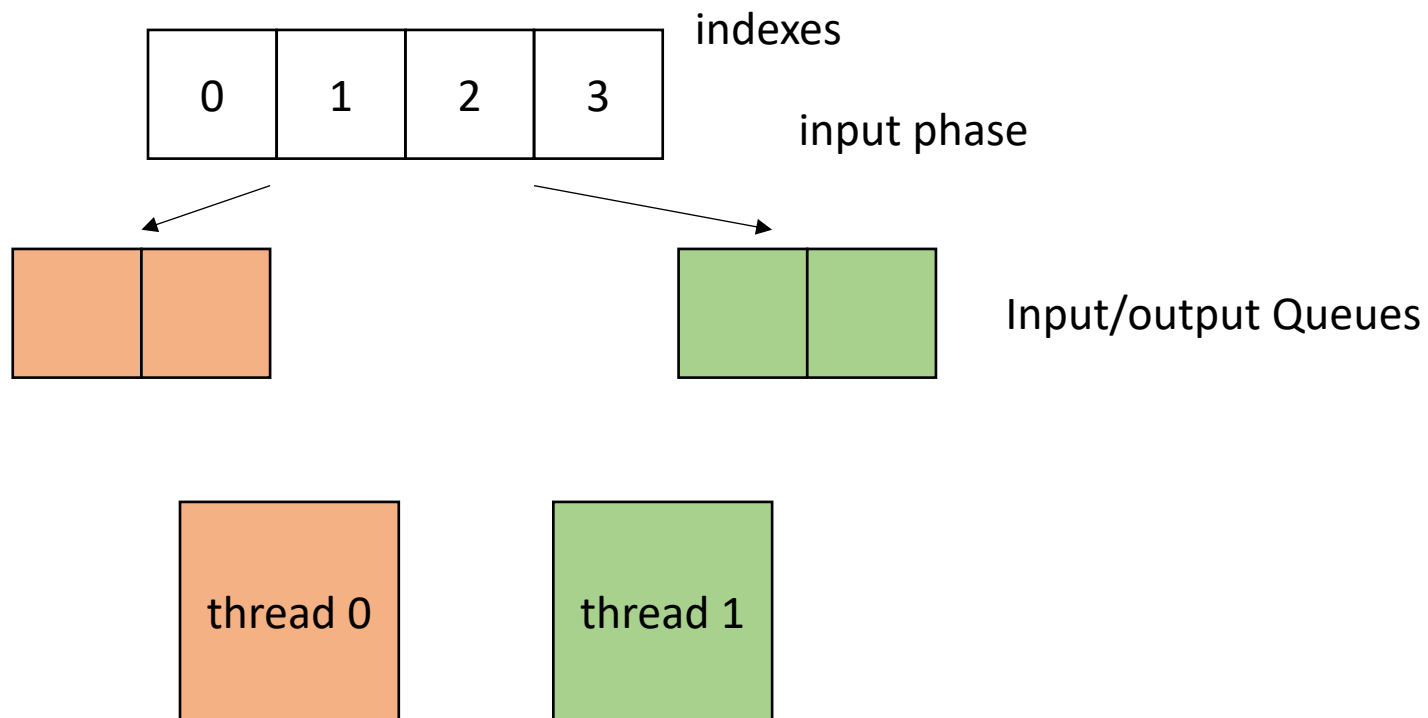 indexes
0 1 2 3
input phase
Input/output Queues
thread 0 thread 1